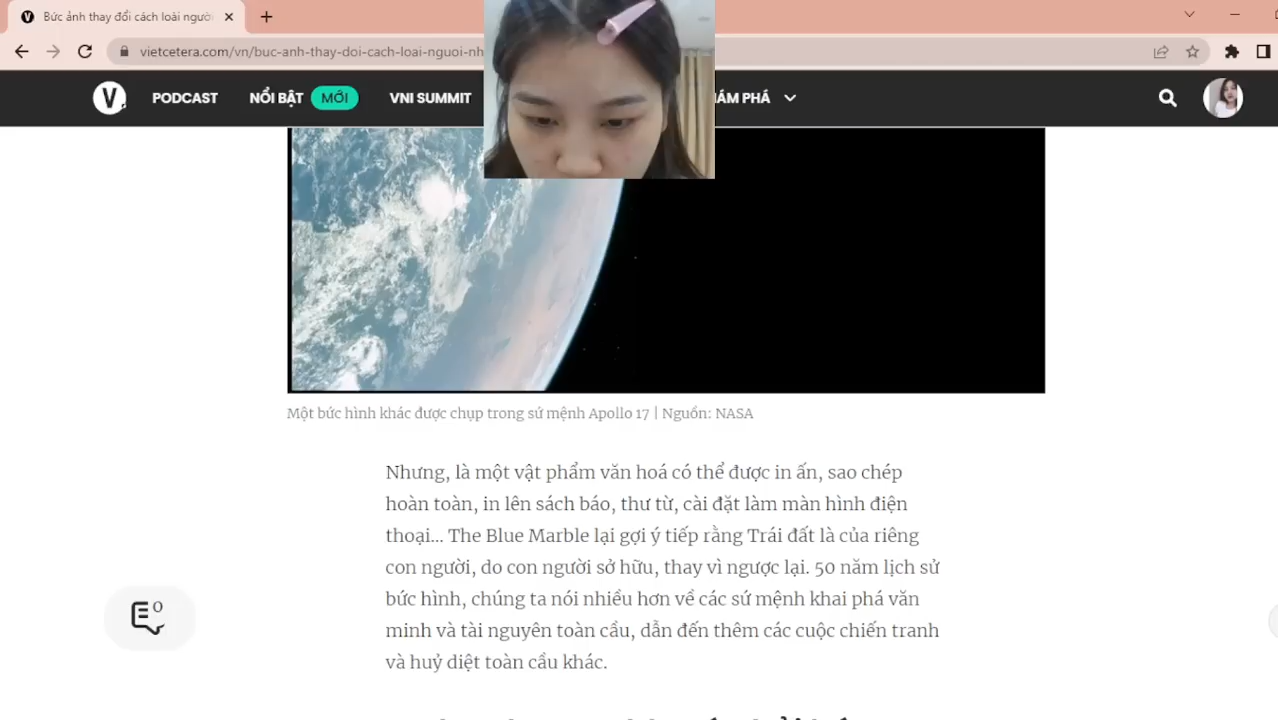 Bức ảnh thay đổi cách loài người
vietcetera.com/vn/buc-anh-thay-doi-cach-loai-nguoi-nh
V. PODCAST NỔI BẬT MỚI VNI SUMMIT PHÁ
Một bức hình khác được chụp trong sứ mệnh Apollo 17 | Nguồn: NASA
Nhưng, là một vật phẩm văn hoá có thể được in ấn, sao chép
hoàn toàn, in lên sách báo, thư từ, cài đặt làm màn hình điện
thoại... The Blue Marble lại gợi ý tiếp rằng Trái đất là của riêng
con người, do con người sở hữu, thay vì ngược lại. 50 năm lịch sử
bức hình, chúng ta nói nhiều hơn về các sứ mệnh khai phá văn
minh và tài nguyên toàn cầu, dẫn đến thêm các cuộc chiến tranh
và huỷ diệt toàn cầu khác.
0